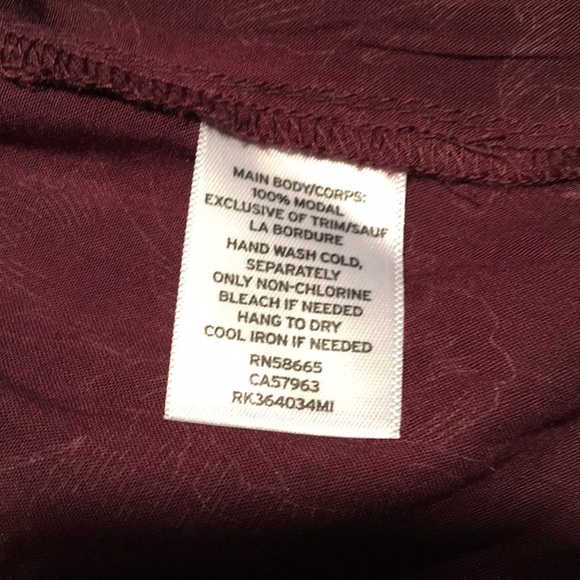 MAIN BODY/CORPS:
100% MODAL
EXCLUSIVE OF TRIM/SAUF
LA BORDURE
HAND WASH COLD,
SEPARATELY
ONLY NON-CHLORINE
BLEACH IF NEEDED
HANG TO DRY
COOL IRON IF NEEDED
RN58665
CA57963
RK364034MI